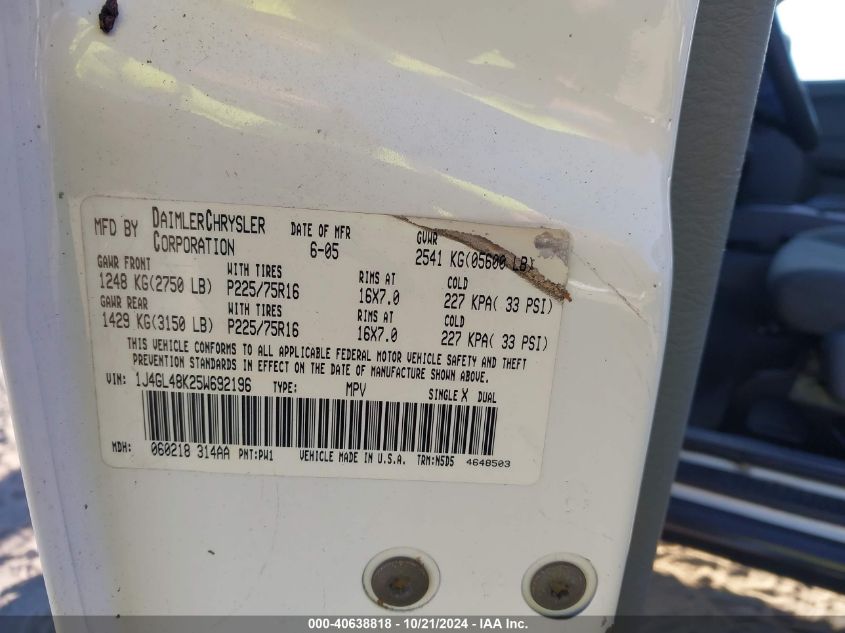 MFD BY DAIMLERCHRYSLER CORPORATION DATE OF MFR 6-05 GVWR 2541 KG(05600 LB)
GAWR FRONT WITH TIRES RIMS AT COLD
1248 KG(2750 LB) P225/75R16 16X7.0 227 KPA( 33 PSI)
GAWR REAR WITH TIRES RIMS AT COLD
1429 KG(3150 LB) P225/75R16 16X7.0 227 KPA( 33 PSI)
THIS VEHICLE CONFORMS TO ALL APPLICABLE FEDERAL MOTOR VEHICLE SAFETY AND THEFT
PREVENTION STANDARDS IN EFFECT ON THE DATE OF MANUFACTURE SHOWN ABOVE.
VIN: 1J4GL48K25W692196 TYPE: MPV SINGLE X DUAL
MDH: 060218 314AA PNT:PW1 VEHICLE MADE IN U.S.A. TRM:N5D5 4648503
000-40638818 - 10/21/2024 - IAA Inc.